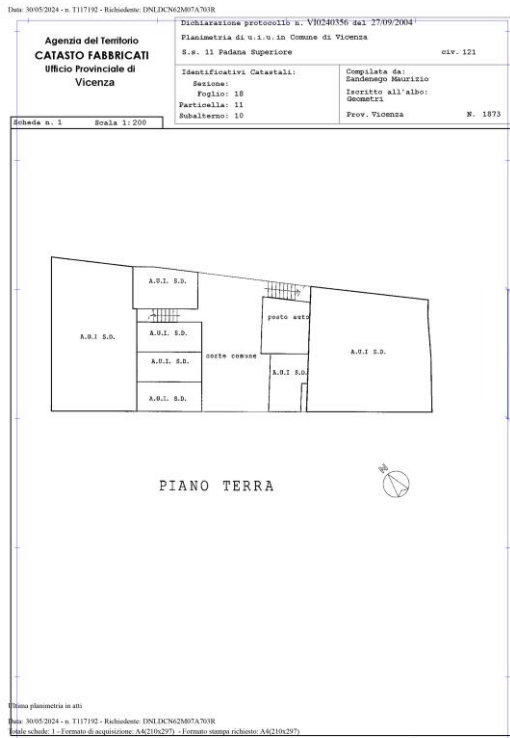 Data: 30/05/2024 - n. T117192 - Richiedente: DNLDCN62M07A703R
Agenzia del Territorio
CATASTO FABBRICATI
Ufficio Provinciale di
Vicenza
Dichiarazione protocollo n. VI0240356 del 27/09/2004
Planimetria di u.i.u.in Comune di Vicenza
S.s. 11 Padana Superiore civ. 121
Identificativi Catastali:
Sezione:
Foglio: 18
Particella: 11
Subalterno: 10
Compilata da:
Zandenego Maurizio
Iscritto all'albo:
Geometri
Prov. Vicenza N. 1873
Scheda n. 1 Scala 1:200
A.U.I. S.D.
posto auto
A.U.I S.D.
A.U.I. S.D.
corte comune
A.U.I S.D.
A.U.I. S.D.
A.U.I S.D.
A.U.I. S.D.
PIANO TERRA
N
Ultima planimetria in atti
Data: 30/05/2024 - n. T117192 - Richiedente: DNLDCN62M07A703R
Totale schede: 1 - Formato di acquisizione: A4(210x297) - Formato stampa richiesto: A4(210x297)